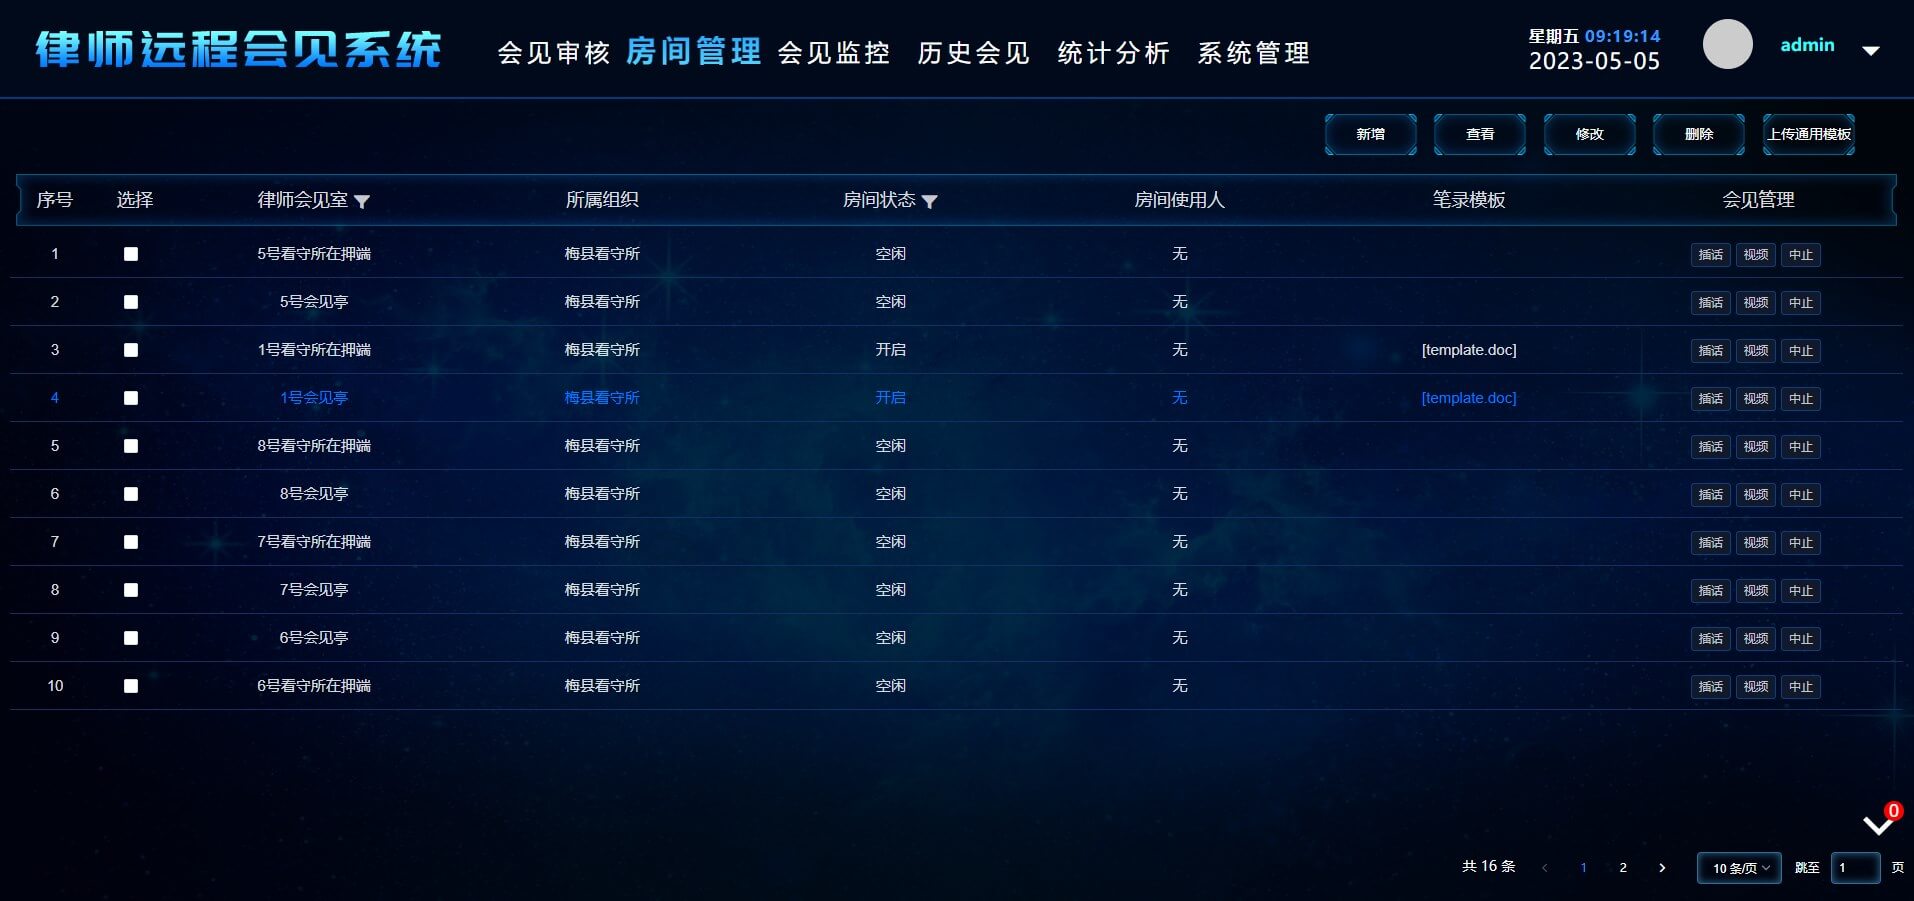 律师远程会见系统 会见审核 房间管理 会见监控 历史会见 统计分析 系统管理 星期五 09:19:14 admin
2023-05-05
新增 查看 修改 删除 上传通用模板
序号 选择 律师会见室 所属组织 房间状态 房间使用人 笔录模板 会见管理
1 5号看守所在押端 梅县看守所 空闲 无 插话 视频 中止
2 5号会见亭 梅县看守所 空闲 无 插话 视频 中止
3 1号看守所在押端 梅县看守所 开启 无 [template.doc] 插话 视频 中止
4 1号会见亭 梅县看守所 开启 无 [template.doc] 插话 视频 中止
5 8号看守所在押端 梅县看守所 空闲 无 插话 视频 中止
6 8号会见亭 梅县看守所 空闲 无 插话 视频 中止
7 7号看守所在押端 梅县看守所 空闲 无 插话 视频 中止
8 7号会见亭 梅县看守所 空闲 无 插话 视频 中止
9 6号会见亭 梅县看守所 空闲 无 插话 视频 中止
10 6号看守所在押端 梅县看守所 空闲 无 插话 视频 中止
0
共 16 条 < 1 2 > 10 条/页 跳至 1 页